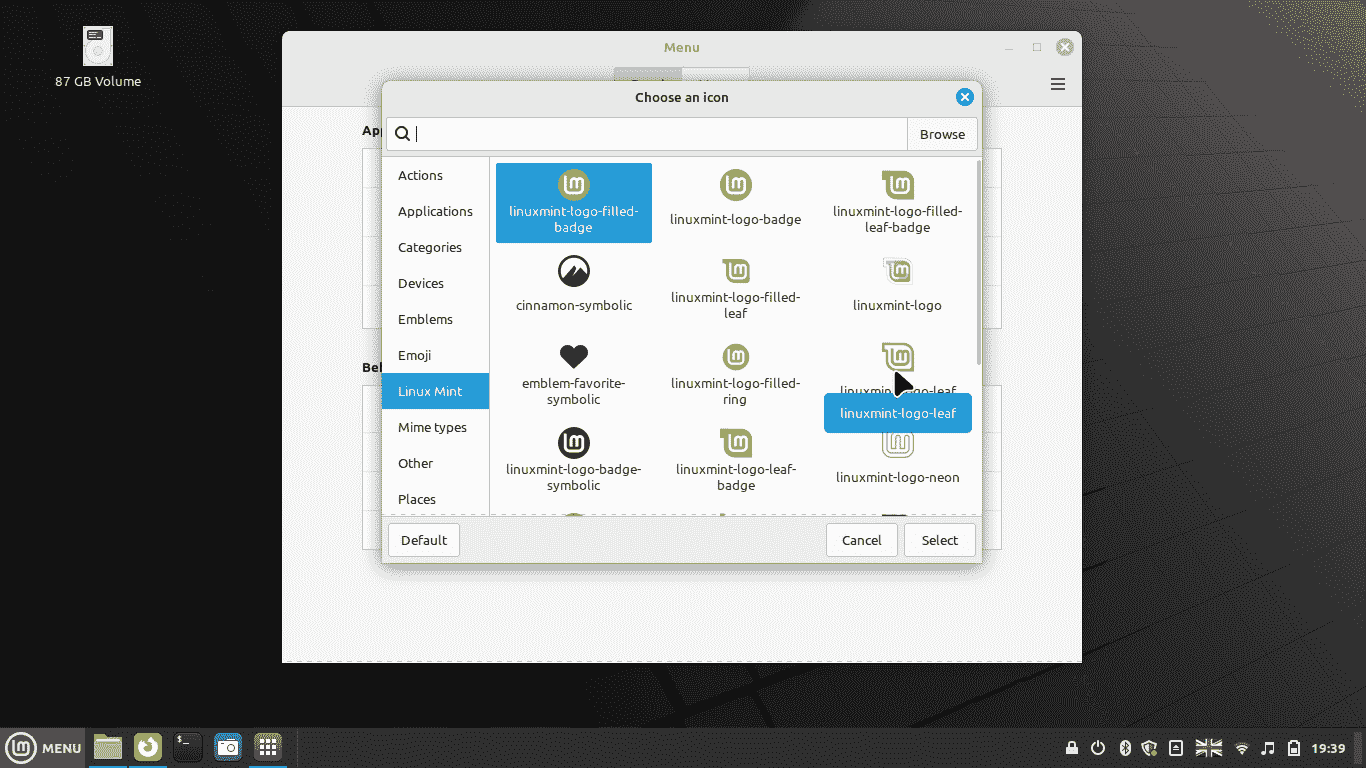 87 GB Volume
Menu
Choose an icon
Browse
Actions
Applications
Categories
Devices
Emblems
Emoji
Linux Mint
Mime types
Other
Places
linuxmint-logo-filled-
badge
linuxmint-logo-badge
linuxmint-logo-filled-
leaf-badge
cinnamon-symbolic
linuxmint-logo-filled-
leaf
linuxmint-logo
emblem-favorite-
symbolic
linuxmint-logo-filled-
ring
linuxmint-logo-leaf
linuxmint-logo-leaf
linuxmint-logo-badge-
symbolic
linuxmint-logo-leaf-
badge
linuxmint-logo-neon
Default
Cancel
Select
MENU
19:39